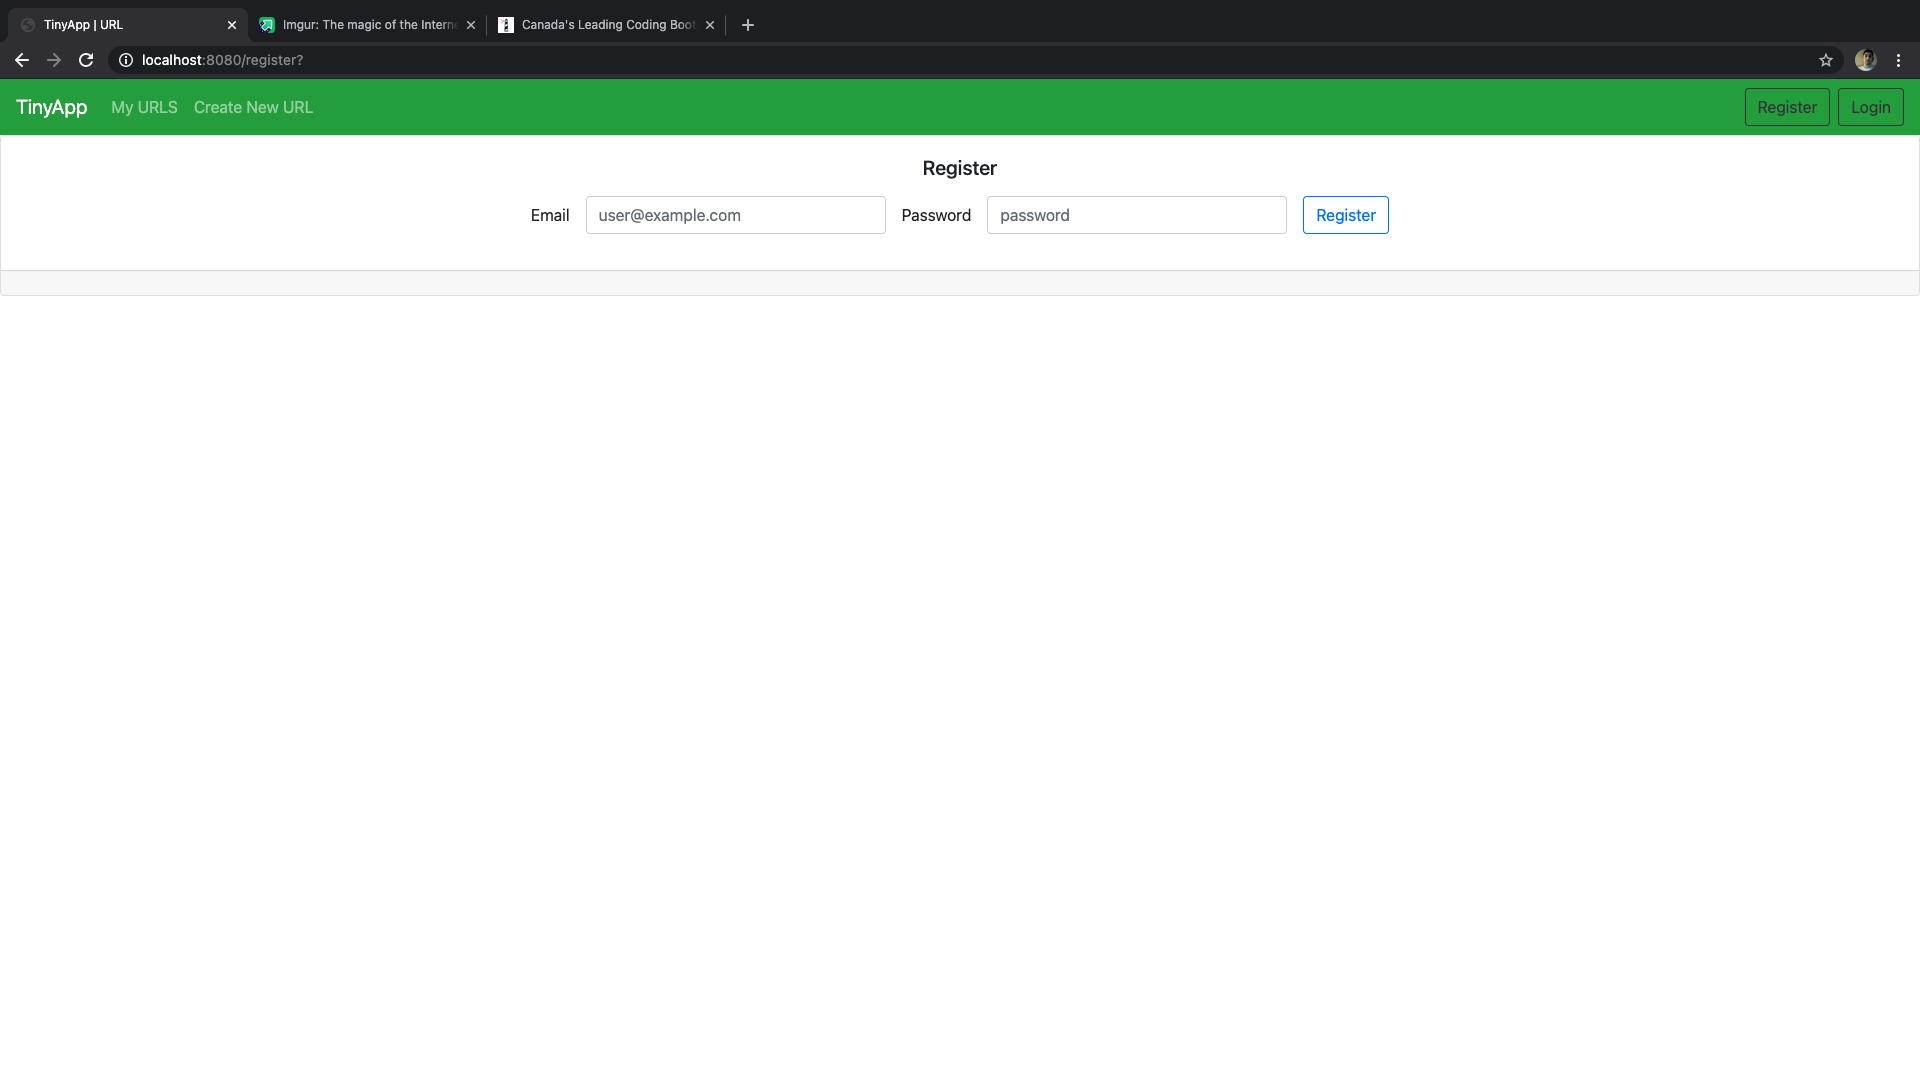 TinyApp | URL
Imgur: The magic of the Interne
Canada's Leading Coding Boot
localhost:8080/register?
TinyApp My URLS Create New URL Register Login
Register
Email user@example.com Password password Register